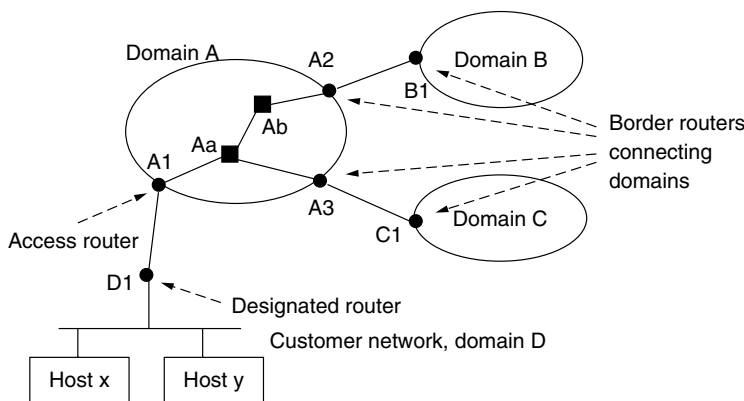 Domain A
A2
Domain B
B1
Ab
Aa
Border routers
connecting
domains
A1
A3
Domain C
C1
Access router
D1
Designated router
Customer network, domain D
Host x
Host y